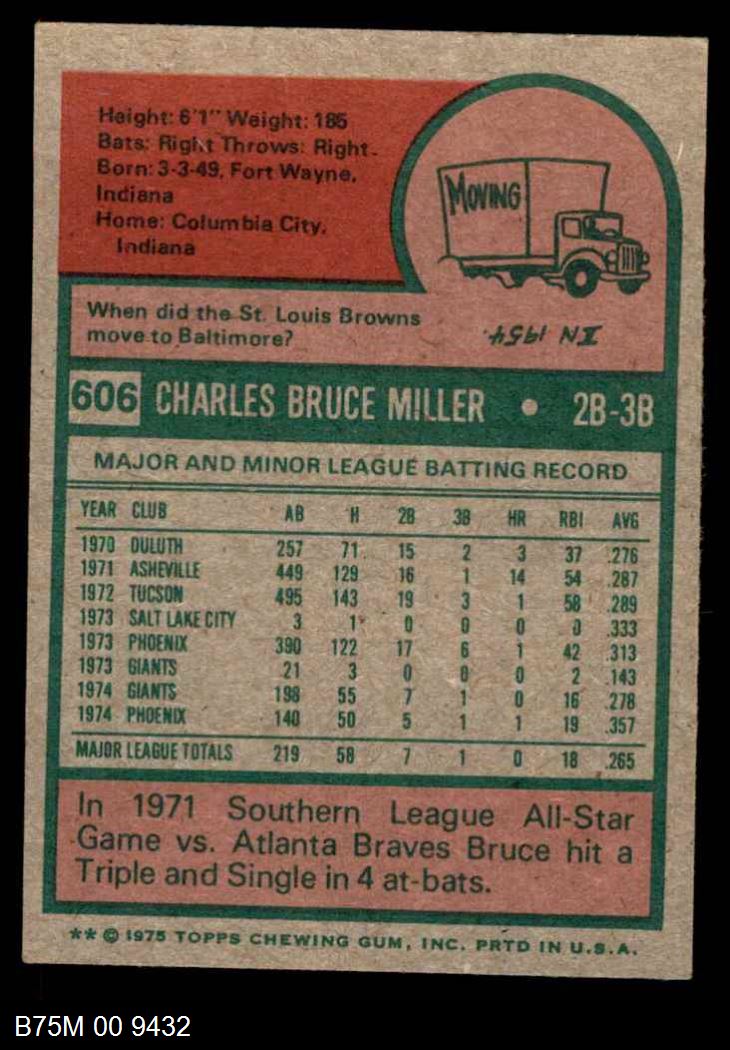 Height: 6'1" Weight: 185
Bats: Right Throws: Right
Born: 3-3-49, Fort Wayne,
Indiana
Home: Columbia City,
Indiana
MOVING
When did the St. Louis Browns
move to Baltimore?
IN 1954.
606 CHARLES BRUCE MILLER • 2B-3B
MAJOR AND MINOR LEAGUE BATTING RECORD
YEAR CLUB AB H 2B 3B HR RBI AVG
1970 DULUTH 257 71 15 2 3 37 .276
1971 ASHEVILLE 449 129 16 1 14 54 .287
1972 TUCSON 495 143 19 3 1 58 .289
1973 SALT LAKE CITY 3 1 0 0 0 0 .333
1973 PHOENIX 390 122 17 6 1 42 .313
1973 GIANTS 21 3 0 0 0 2 .143
1974 GIANTS 198 55 7 1 0 16 .278
1974 PHOENIX 140 50 5 1 1 19 .357
MAJOR LEAGUE TOTALS 219 58 7 1 0 18 .265
In 1971 Southern League All-Star
Game vs. Atlanta Braves Bruce hit a
Triple and Single in 4 at-bats.
** © 1975 TOPPS CHEWING GUM, INC. PRTD IN U.S.A.
B75M 00 9432